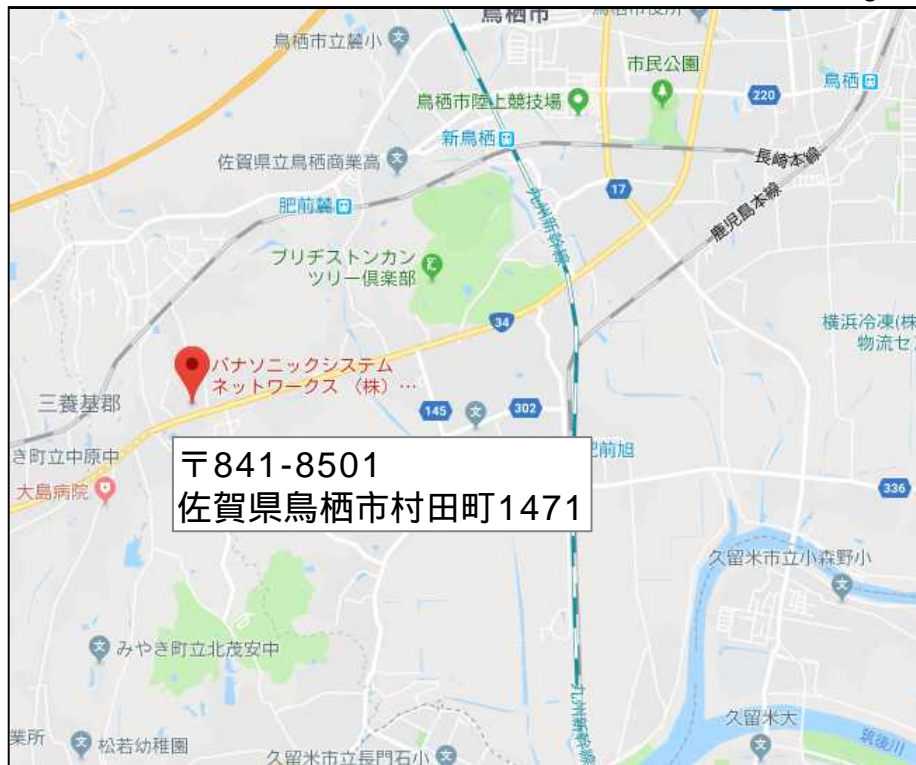 鳥栖市
鳥栖市立麓小
市民公園
鳥栖
220
鳥栖市陸上競技場
新鳥栖
長崎本線
佐賀県立鳥栖商業高
17
肥前麓
九州新幹線
鹿児島本線
ブリヂストンカン
ツリー倶楽部
34
横浜冷凍(株
物流セ
パナソニックシステム
ネットワークス （株）…
三養基郡
145
302
き町立中原中
肥前旭
大島病院
336
〒841-8501
佐賀県鳥栖市村田町1471
久留米市立小森野小
みやき町立北茂安中
九州新幹線
久留米大
筑後川
業所
松若幼稚園
久留米市立長門石小